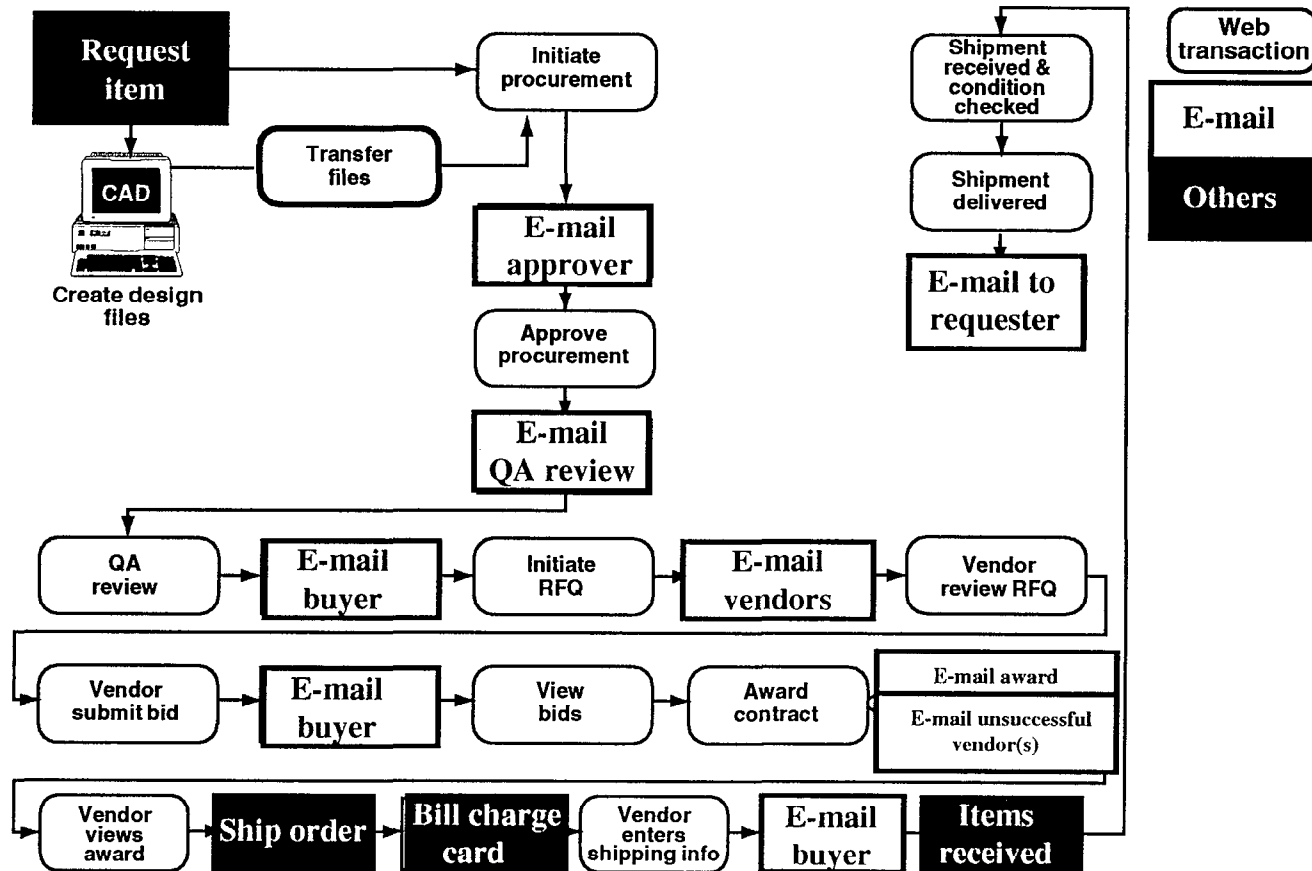 Request
item
Initiate
procurement
Transfer
files
CAD
Create design
files
E-mail
approver
Approve
procurement
E-mail
QA review
Shipment
received &
condition
checked
Shipment
delivered
E-mail to
requester
Web
transaction
E-mail
Others
QA
review
E-mail
buyer
Initiate
RFQ
E-mail
vendors
Vendor
review RFQ
Vendor
submit bid
E-mail
buyer
View
bids
Award
contract
E-mail award
E-mail unsuccessful
vendor(s)
Vendor
views
award
Ship order
Bill charge
card
Vendor
enters
shipping info
E-mail
buyer
Items
received